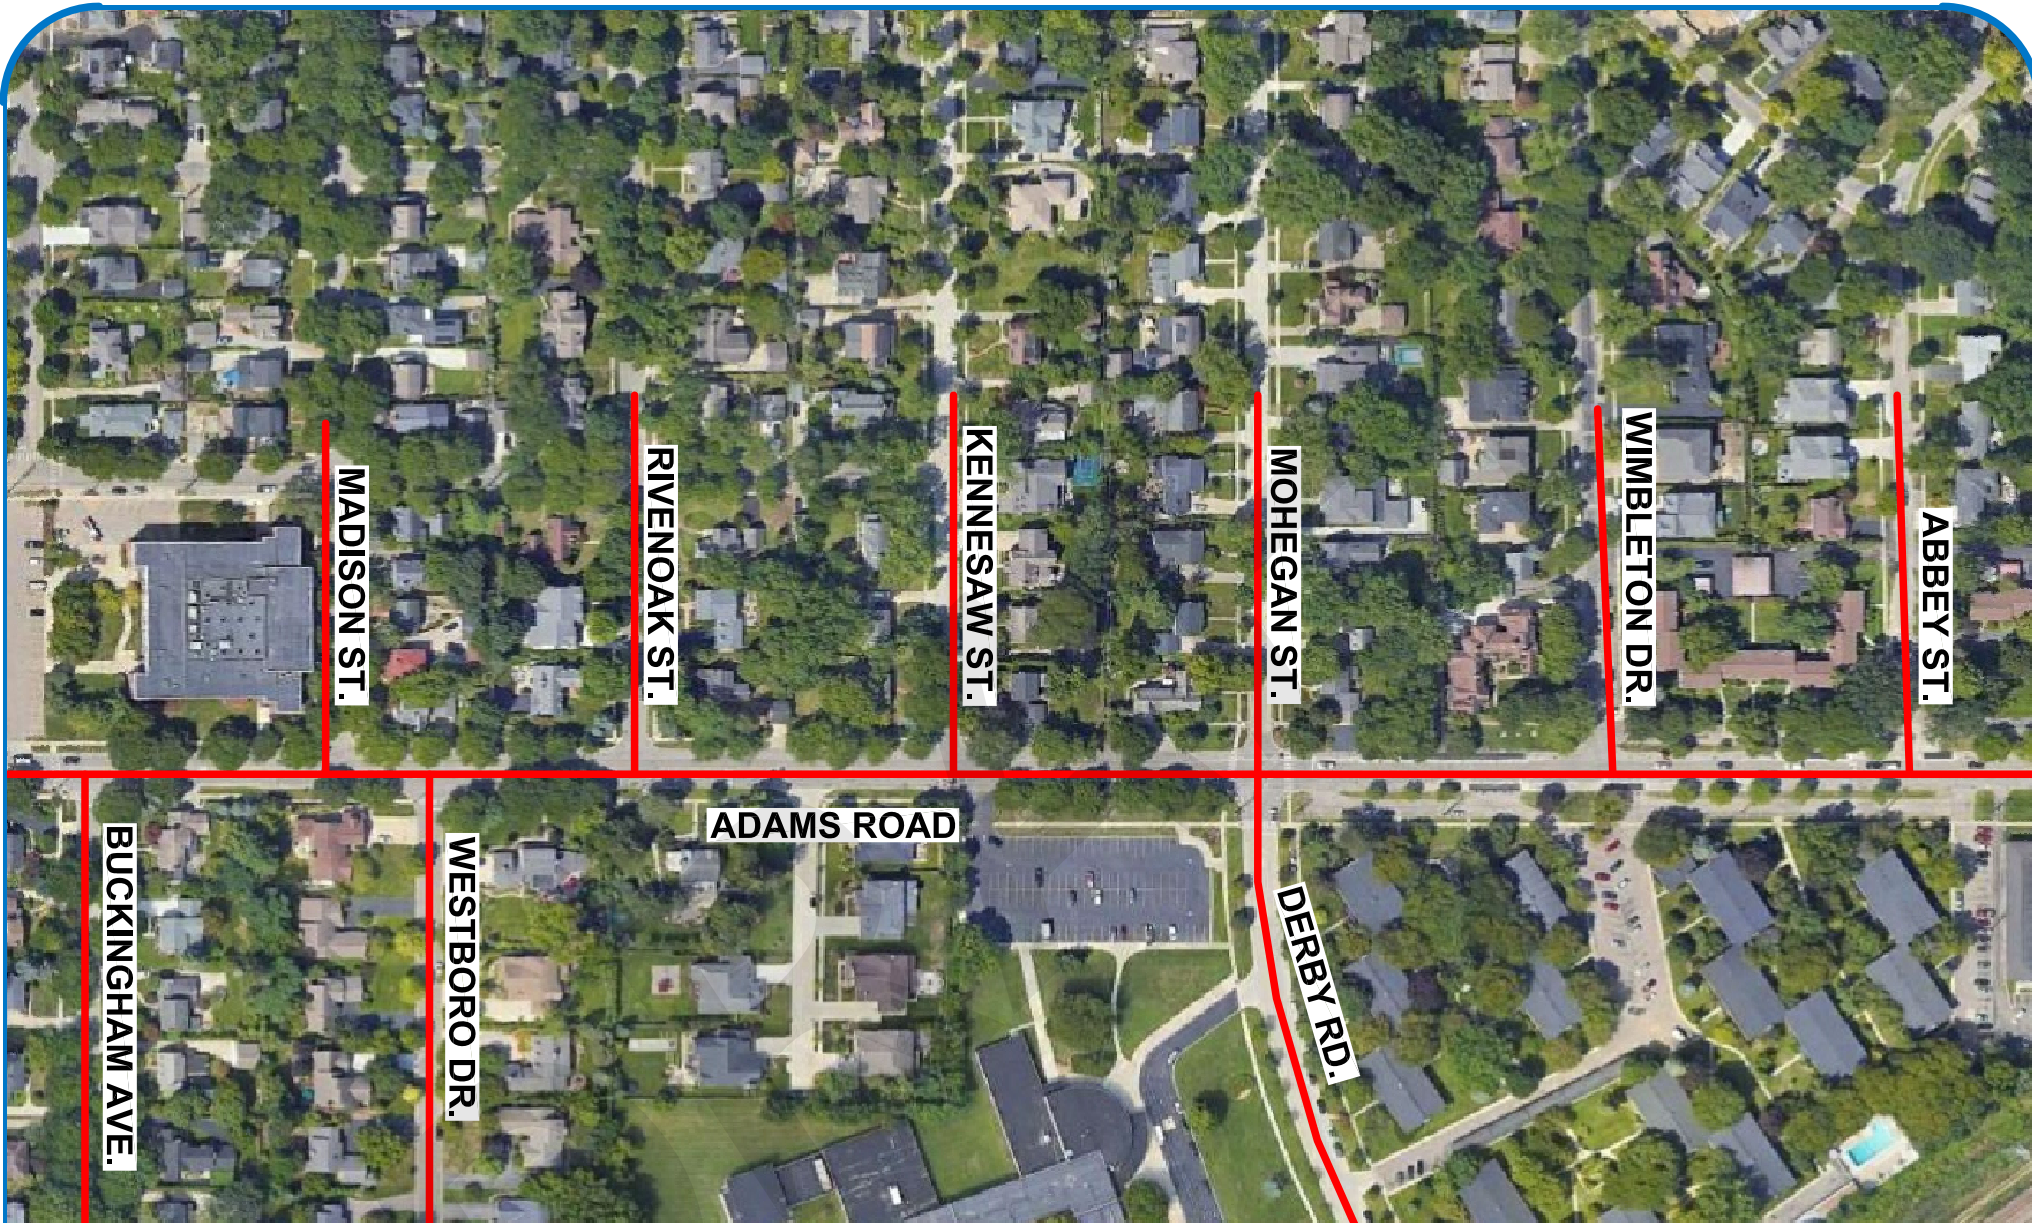 MADISON ST.
RIVENOAK ST.
KENNESAW ST.
MOHEGAN ST.
WIMBLETON DR.
ABBEY ST.
ADAMS ROAD
BUCKINGHAM AVE.
WESTBORO DR.
DERBY RD.